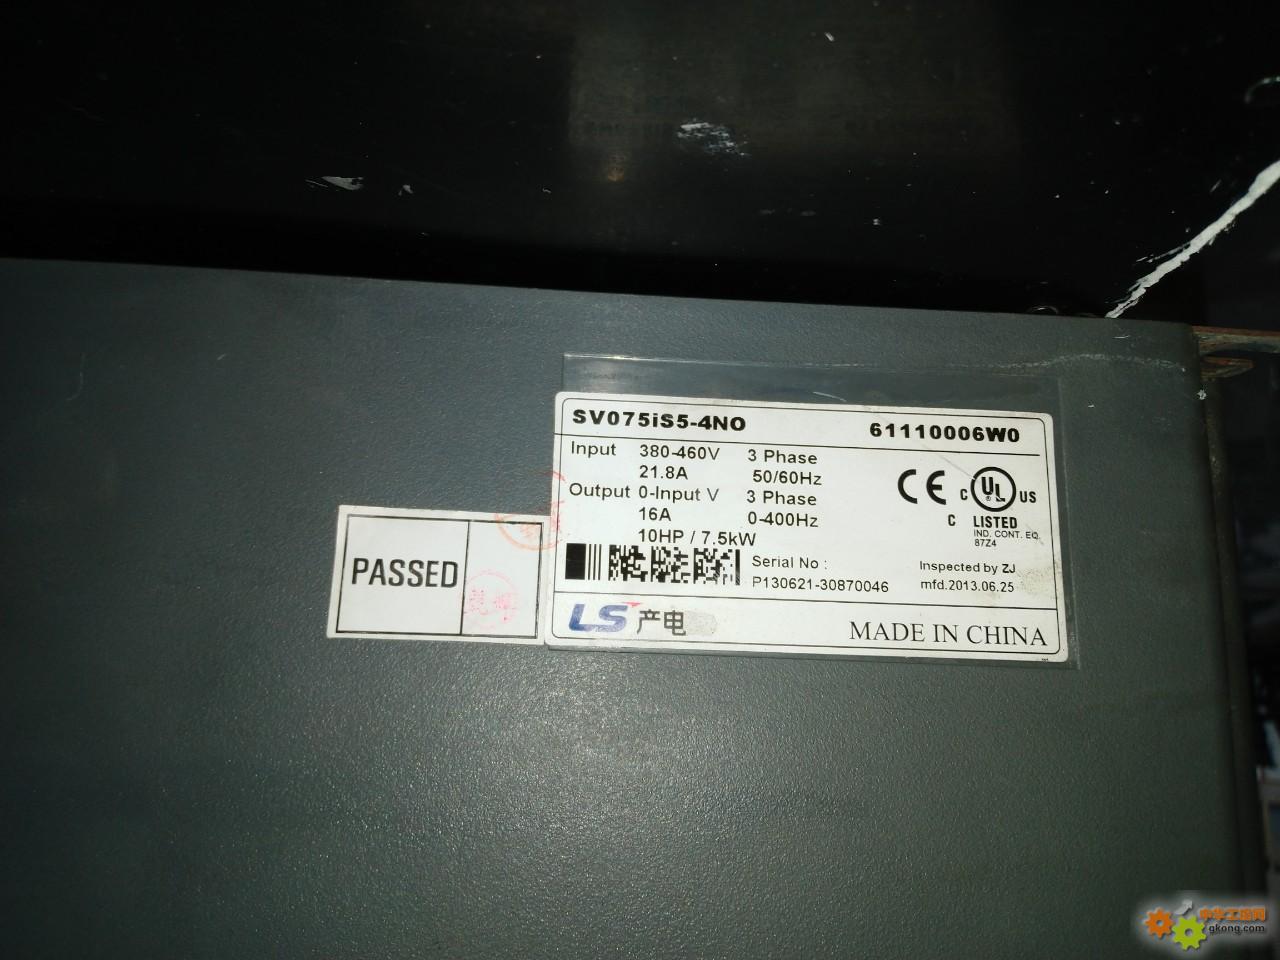 SV075iS5-4NO 61110006W0
Input 380-460V 3 Phase
21.8A 50/60Hz
Output 0-Input V 3 Phase
16A 0-400Hz
10HP / 7.5kW
CE
C UL US
C LISTED
IND. CONT. EQ.
87Z4
Serial No :
P130621-30870046
Inspected by ZJ
mfd.2013.06.25
LS 产电
MADE IN CHINA
PASSED
中华工控网
gkong.com